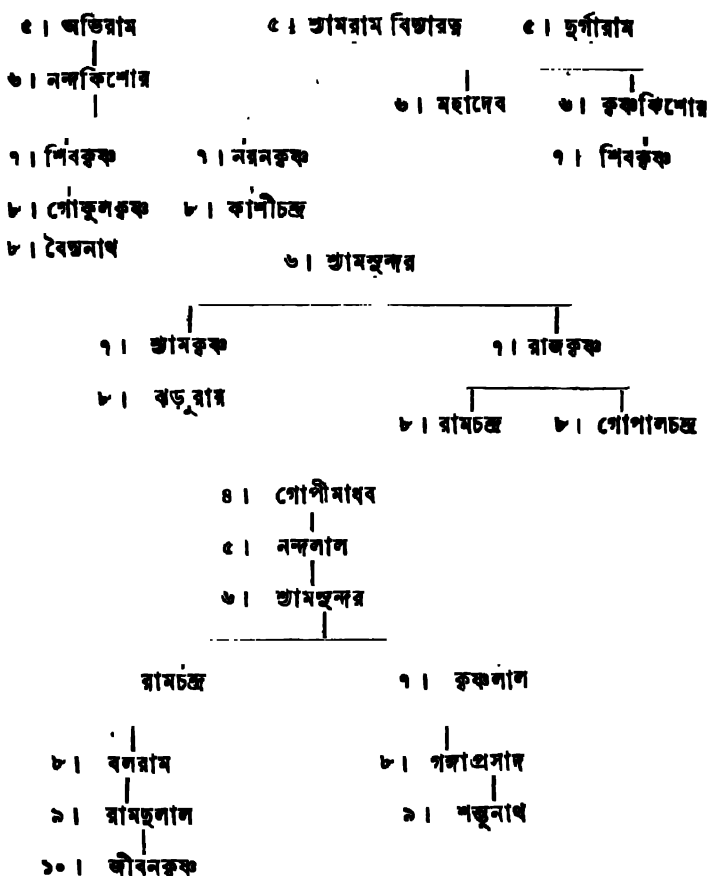 ৫। অভিরাম ৫। শ্যামরাম বিদ্যারত্ন ৫। দুর্গারাম
৬। নন্দকিশোর
৬। মহাদেব ৬। কৃষ্ণকিশোর
৭। শিবকৃষ্ণ ৭। নয়নকৃষ্ণ ৭। শিবকৃষ্ণ
৮। গোকুলকৃষ্ণ ৮। কাশীচন্দ্র
৮। বৈদ্যনাথ
৬। শ্যামসুন্দর
৭। শ্যামকৃষ্ণ ৭। রাজকৃষ্ণ
৮। ঝড়ুরায়
৮। রামচন্দ্র ৮। গোপালচন্দ্র
৪। গোপীমাধব
৫। নন্দলাল
৬। শ্যামসুন্দর
রামচন্দ্র ৭। কৃষ্ণলাল
৮। বলরাম ৮। গঙ্গাপ্রসাদ
৯। রামদুলাল ৯। শম্ভুনাথ
১০। জীবনকৃষ্ণ